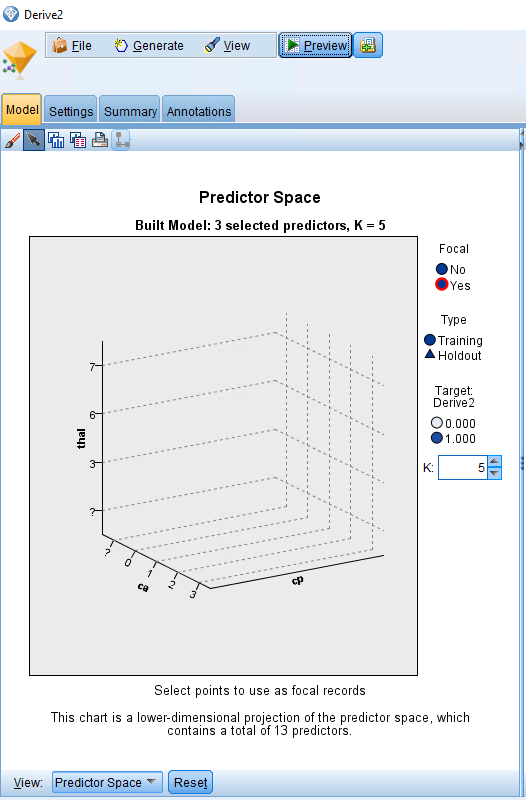 Derive2
File Generate View Preview
Model Settings Summary Annotations
Predictor Space
Built Model: 3 selected predictors, K = 5
Focal
No
Yes
Type
Training
Holdout
Target:
Derive2
0.000
1.000
K: 5
7
6
thal
3
?
? 0 1 2 3
ca
cp
Select points to use as focal records
This chart is a lower-dimensional projection of the predictor space, which
contains a total of 13 predictors.
View: Predictor Space Reset